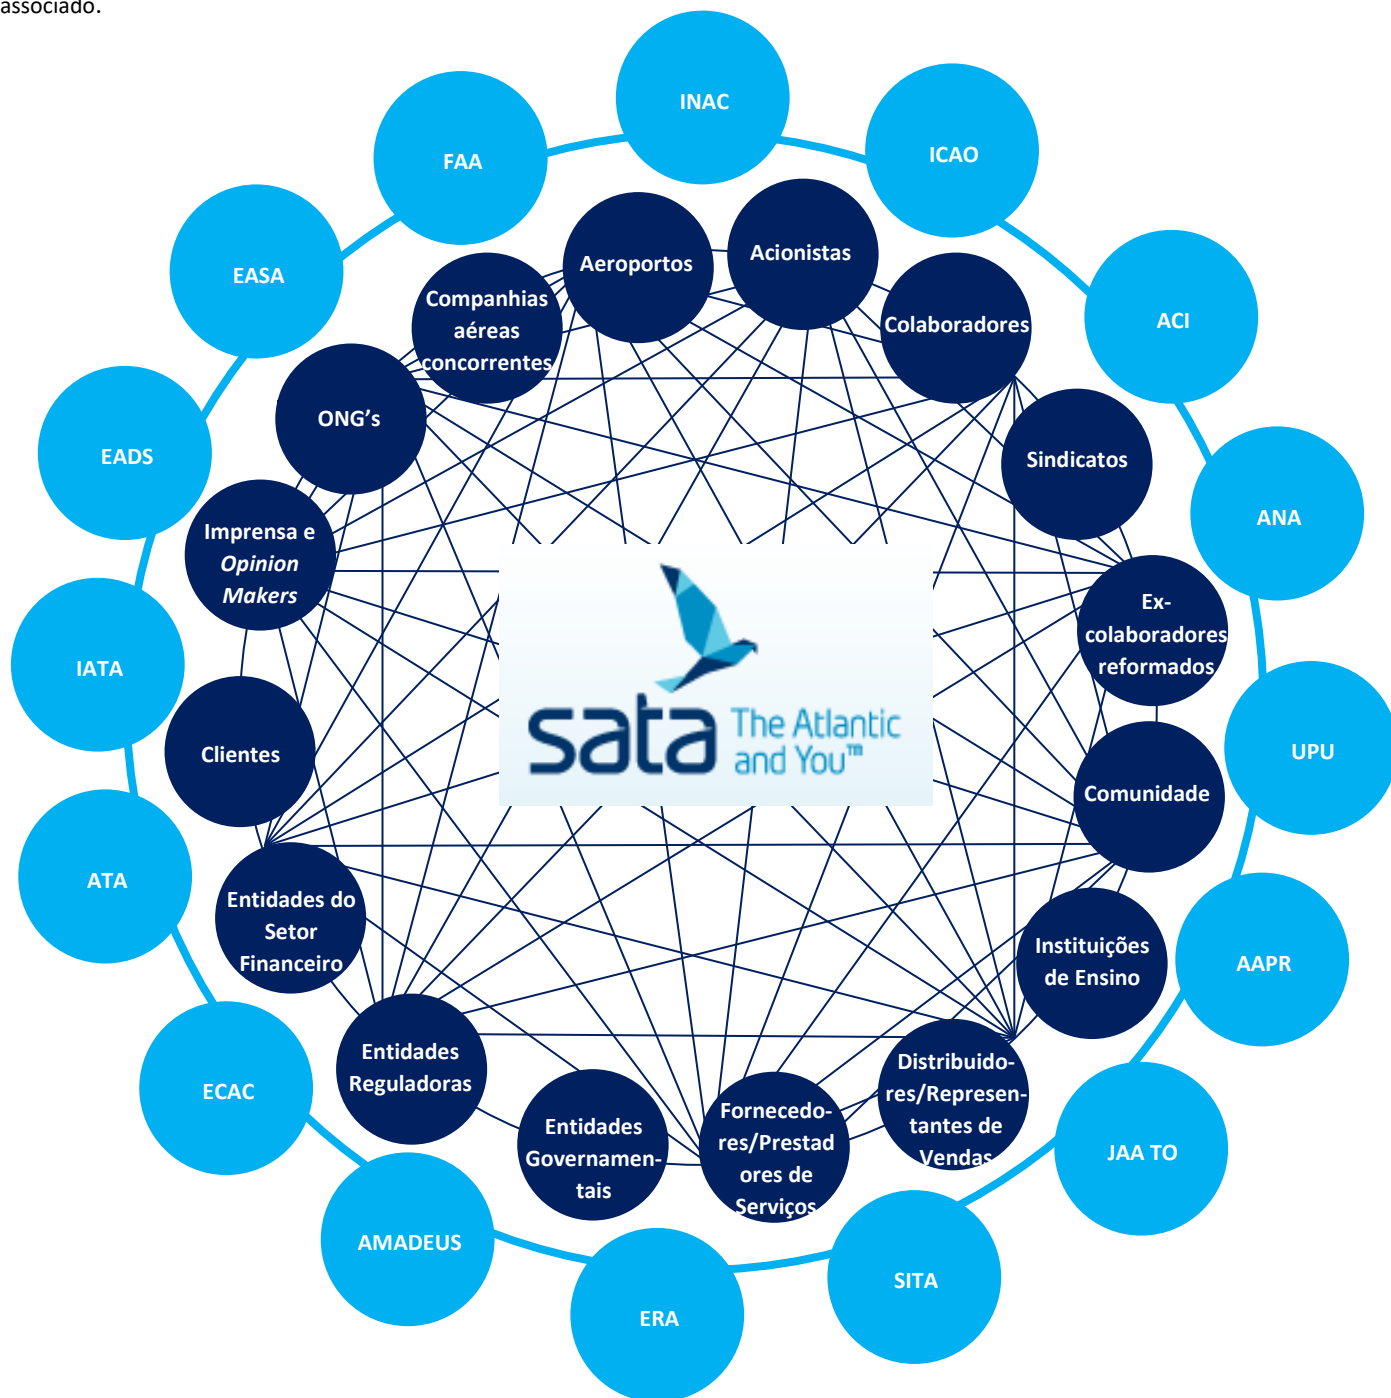 associado.
INAC
ICAO
FAA
ACI
EASA
EADS
ANA
IATA
UPU
ATA
AAPR
ECAC
JAA TO
AMADEUS
SITA
ERA
Aeroportos
Acionistas
Companhias
aéreas
concorrentes
Colaboradores
ONG's
Sindicatos
Imprensa e
Opinion
Makers
Ex-
colaboradores
reformados
Clientes
Comunidade
Entidades do
Setor
Financeiro
Instituições
de Ensino
Entidades
Reguladoras
Distribuido-
res/Represen-
tantes de
Vendas
Entidades
Governamen-
tais
Fornecedo-
res/Prestad
ores de
Serviços
sata
The Atlantic
and You™